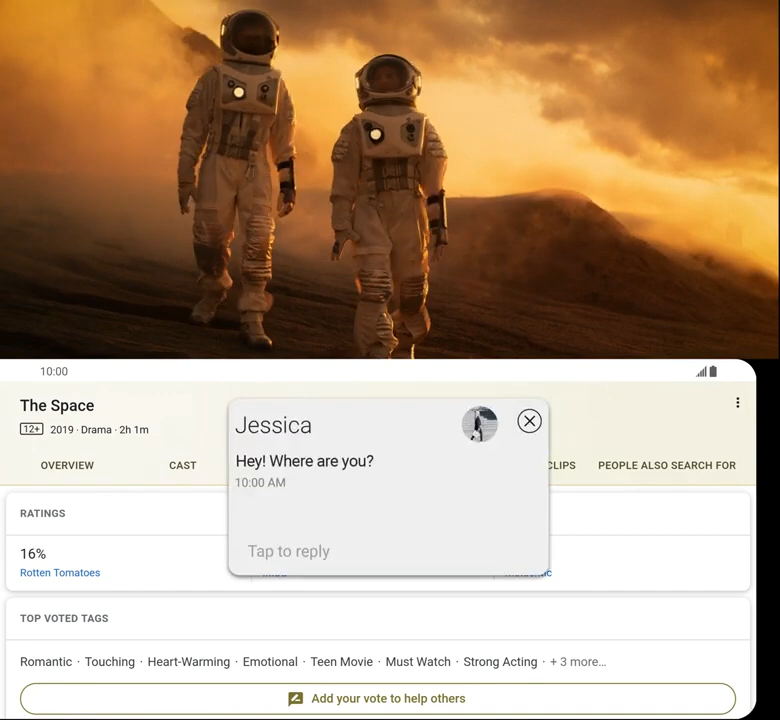 10:00
The Space
12+ 2019 · Drama · 2h 1m
Jessica
Hey! Where are you?
10:00 AM
Tap to reply
OVERVIEW CAST CLIPS PEOPLE ALSO SEARCH FOR
RATINGS
16%
Rotten Tomatoes
TOP VOTED TAGS
Romantic · Touching · Heart-Warming · Emotional · Teen Movie · Must Watch · Strong Acting · + 3 more...
Add your vote to help others